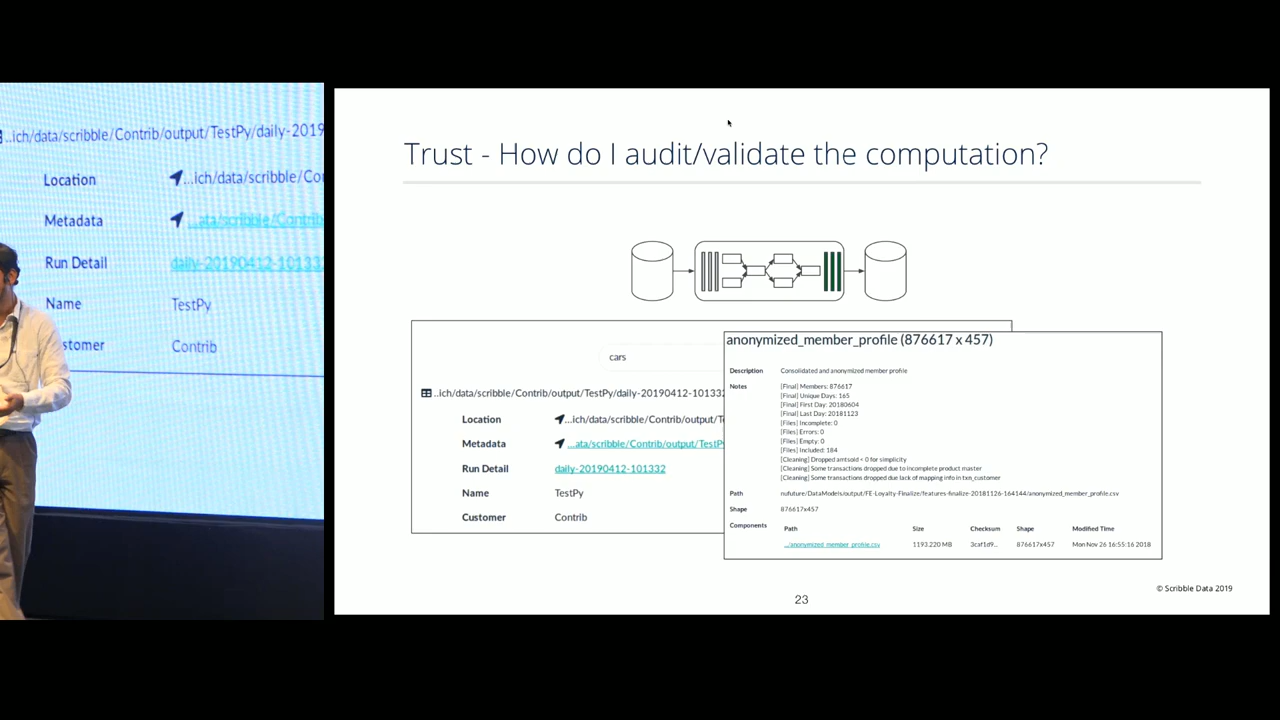 ..ich/data/scribble/Contrib/output/TestPy/daily-2019
Location ...ich/data/scribble/Co
Metadata ...ata/scribble/Contrib
Run Detail daily-20190412-101332
Name TestPy
stomer Contrib
Trust - How do I audit/validate the computation?
cars
..ich/data/scribble/Contrib/output/TestPy/daily-20190412-101332
Location ...ich/data/scribble/Contrib/output/T
Metadata ...ata/scribble/Contrib/output/TestP
Run Detail daily-20190412-101332
Name TestPy
Customer Contrib
anonymized_member_profile (876617 x 457)
Description Consolidated and anonymized member profile
Notes [Final] Members: 876617
[Final] Unique Days: 165
[Final] First Day: 20180604
[Final] Last Day: 20181123
[Files] Incomplete: 0
[Files] Errors: 0
[Files] Empty: 0
[Files] Included: 184
[Cleaning] Dropped amtsold < 0 for simplicity
[Cleaning] Some transactions dropped due to incomplete product master
[Cleaning] Some transactions dropped due lack of mapping info in txn_customer
Path nufuture/DataModels/output/FE-Loyalty-Finalize/features-finalize-20181126-164144/anonymized_member_profile.csv
Shape 876617x457
Components Path Size Checksum Shape Modified Time
.../anonymized_member_profile.csv 1193.220 MB 3caf1d9... 876617x457 Mon Nov 26 16:55:16 2018
© Scribble Data 2019
23